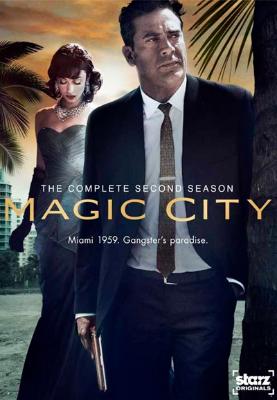 THE COMPLETE SECOND SEASON
MAGIC CITY
Miami 1959. Gangster's paradise.
starz
ORIGINALS